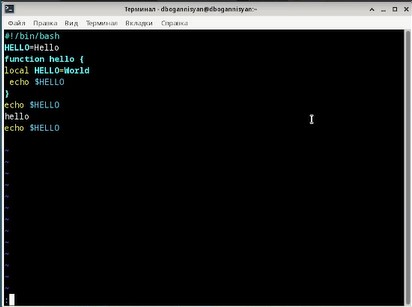 Терминал - dbogannisyan@dbogannisyan:~
Файл Правка Вид Терминал Вкладки Справка
#!/bin/bash
HELLO=Hello
function hello {
local HELLO=World
 echo $HELLO
}
echo $HELLO
hello
echo $HELLO
~
~
~
~
~
~
~
~
~
~
~
~
~
: